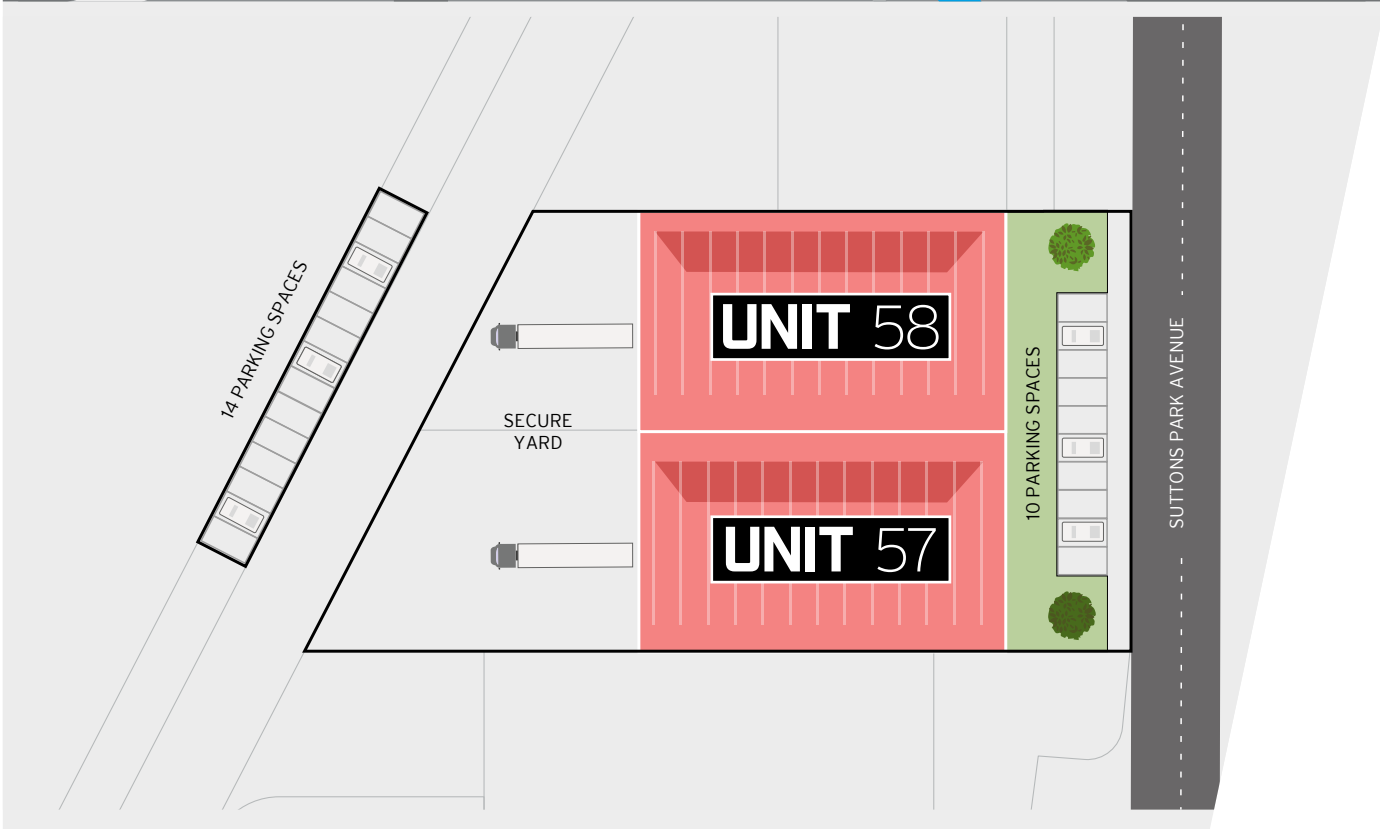 14 PARKING SPACES
UNIT 58
SECURE
YARD
10 PARKING SPACES
SUTTONS PARK AVENUE
UNIT 57